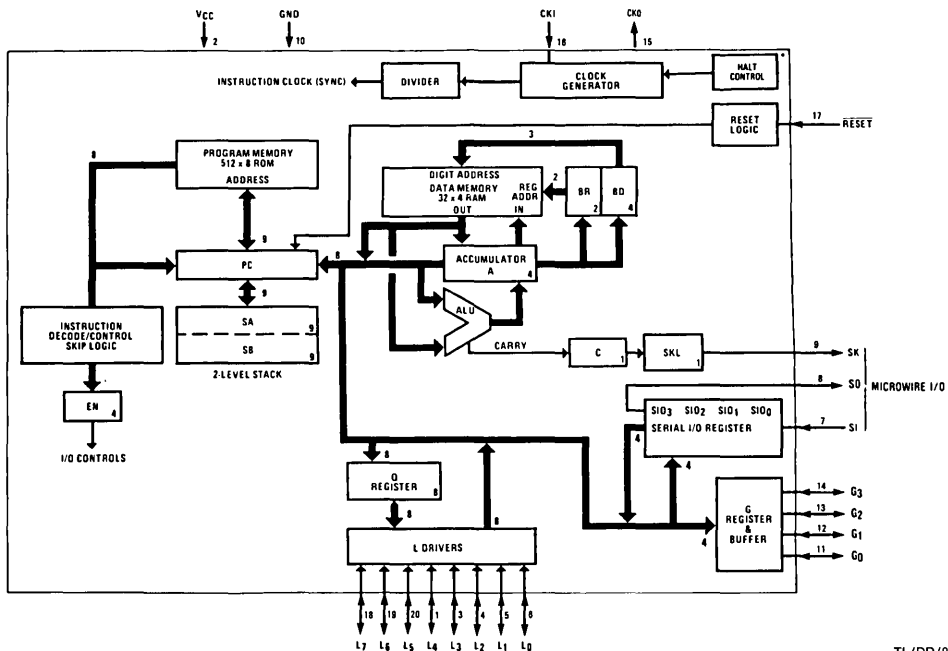 VCC GND CKI CKO
2 10 16 15
INSTRUCTION CLOCK (SYNC) DIVIDER CLOCK GENERATOR HALT CONTROL *
RESET LOGIC 17 RESET
3
8 PROGRAM MEMORY 512 x 8 ROM ADDRESS
DIGIT ADDRESS
DATA MEMORY 32 x 4 RAM
REG ADDR
OUT IN
2 BR 2 BD 4
9
PC 8 ACCUMULATOR A 4
9
INSTRUCTION DECODE/CONTROL SKIP LOGIC
SA 9
SB 9
2-LEVEL STACK
ALU
CARRY C 1 SKL 1 9 SK
8 SO
MICROWIRE I/O
7 SI
EN 4
I/O CONTROLS
SIO3 SIO2 SIO1 SIO0
SERIAL I/O REGISTER
4 4
8
Q REGISTER 8
8 8
L DRIVERS
4 G REGISTER & BUFFER
14 G3
13 G2
12 G1
11 G0
18 19 20 1 3 4 5 6
L7 L6 L5 L4 L3 L2 L1 L0